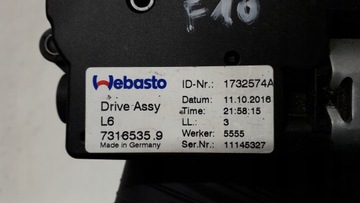 F10
Webasto
ID-Nr.: 1732574A
Drive Assy
Datum: 11.10.2016
L6
Time: 21:58:15
LL.: 3
7316535.9
Werker: 5555
Made in Germany
Ser.Nr.: 11145327